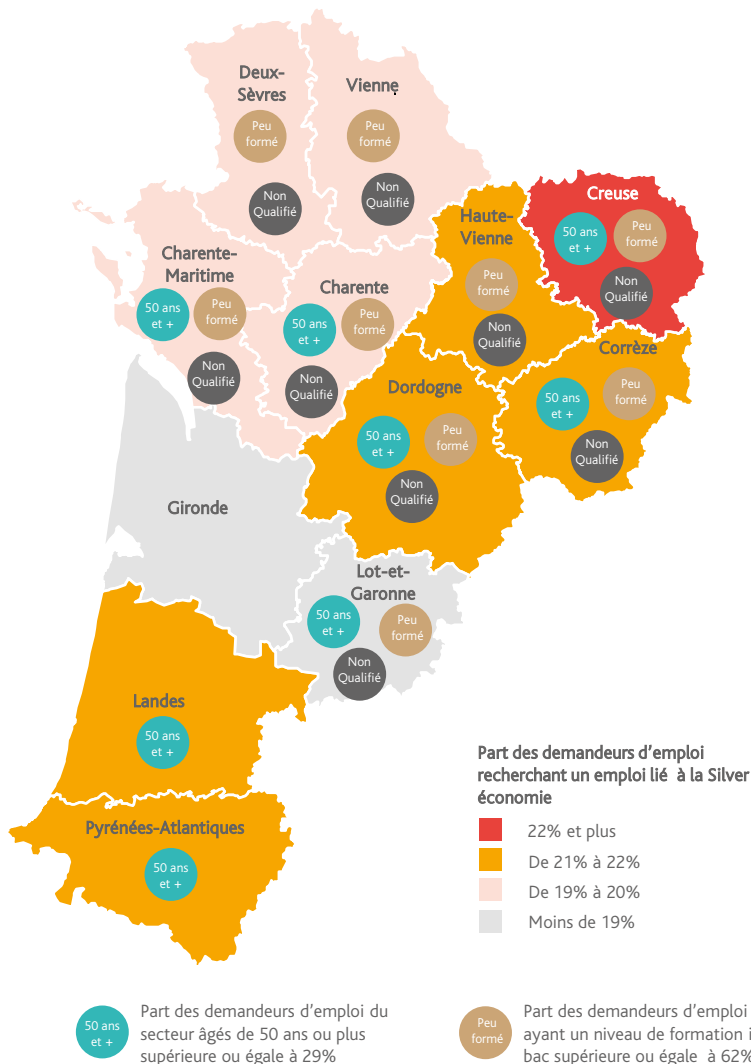 Deux-
Sèvres
Peu
formé
Non
Qualifié
Vienne
Peu
formé
Non
Qualifié
Creuse
50 ans
et +
Peu
formé
Non
Qualifié
Haute-
Vienne
Peu
formé
Non
Qualifié
Charente-
Maritime
50 ans
et +
Peu
formé
Non
Qualifié
Charente
50 ans
et +
Peu
formé
Non
Qualifié
Corrèze
50 ans
et +
Peu
formé
Non
Qualifié
Dordogne
50 ans
et +
Peu
formé
Non
Qualifié
Gironde
Lot-et-
Garonne
50 ans
et +
Peu
formé
Non
Qualifié
Landes
50 ans
et +
Pyrénées-Atlantiques
50 ans
et +
Part des demandeurs d’emploi
recherchant un emploi lié à la Silver
économie
22% et plus
De 21% à 22%
De 19% à 20%
Moins de 19%
50 ans
et +
Part des demandeurs d’emploi du
secteur âgés de 50 ans ou plus
supérieure ou égale à 29%
Peu
formé
Part des demandeurs d’emploi
ayant un niveau de formation i
bac supérieure ou égale à 62%